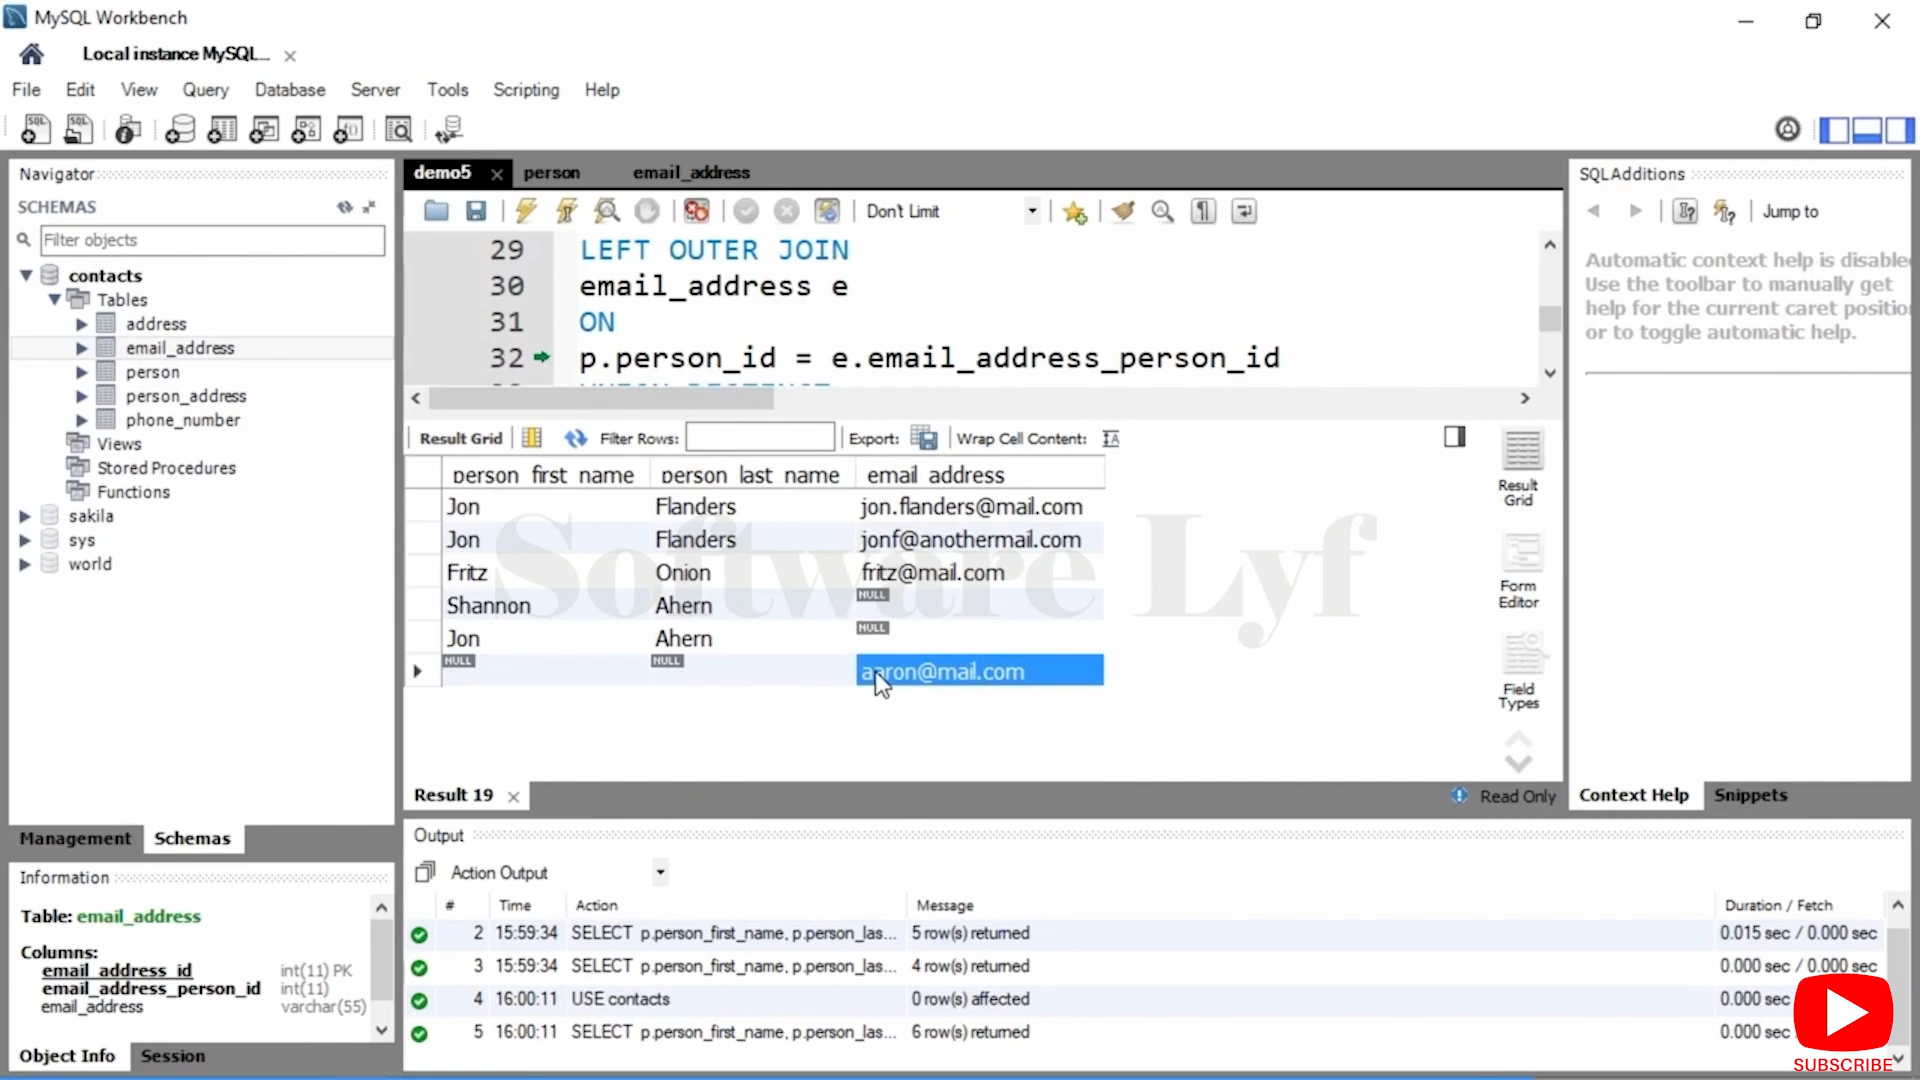 MySQL Workbench
Local instance MySQL...
File Edit View Query Database Server Tools Scripting Help
Navigator
SCHEMAS
Filter objects
contacts
Tables
address
email_address
person
person_address
phone_number
Views
Stored Procedures
Functions
sakila
sys
world
Management Schemas
Information
Table: email_address
Columns:
email_address_id int(11) PK
email_address_person_id int(11)
email_address varchar(55)
Object Info Session
demo5 person email_address
Don't Limit
29 LEFT OUTER JOIN
30 email_address e
31 ON
32 p.person_id = e.email_address_person_id
Result Grid Filter Rows: Export: Wrap Cell Content:
person_first_name person_last_name email_address
Jon Flanders jon.flanders@mail.com
Jon Flanders jonf@anothermail.com
Fritz Onion fritz@mail.com
Shannon Ahern NULL
Jon Ahern NULL
NULL NULL aaron@mail.com
Software Lyf
Result Grid
Form Editor
Field Types
Result 19
Read Only
Output
Action Output
# Time Action Message Duration / Fetch
2 15:59:34 SELECT p.person_first_name, p.person_las... 5 row(s) returned 0.015 sec / 0.000 sec
3 15:59:34 SELECT p.person_first_name, p.person_las... 4 row(s) returned 0.000 sec / 0.000 sec
4 16:00:11 USE contacts 0 row(s) affected 0.000 sec
5 16:00:11 SELECT p.person_first_name, p.person_las... 6 row(s) returned 0.000 sec
SQLAdditions
Jump to
Automatic context help is disable
Use the toolbar to manually get
help for the current caret positio
or to toggle automatic help.
Context Help Snippets
SUBSCRIBE